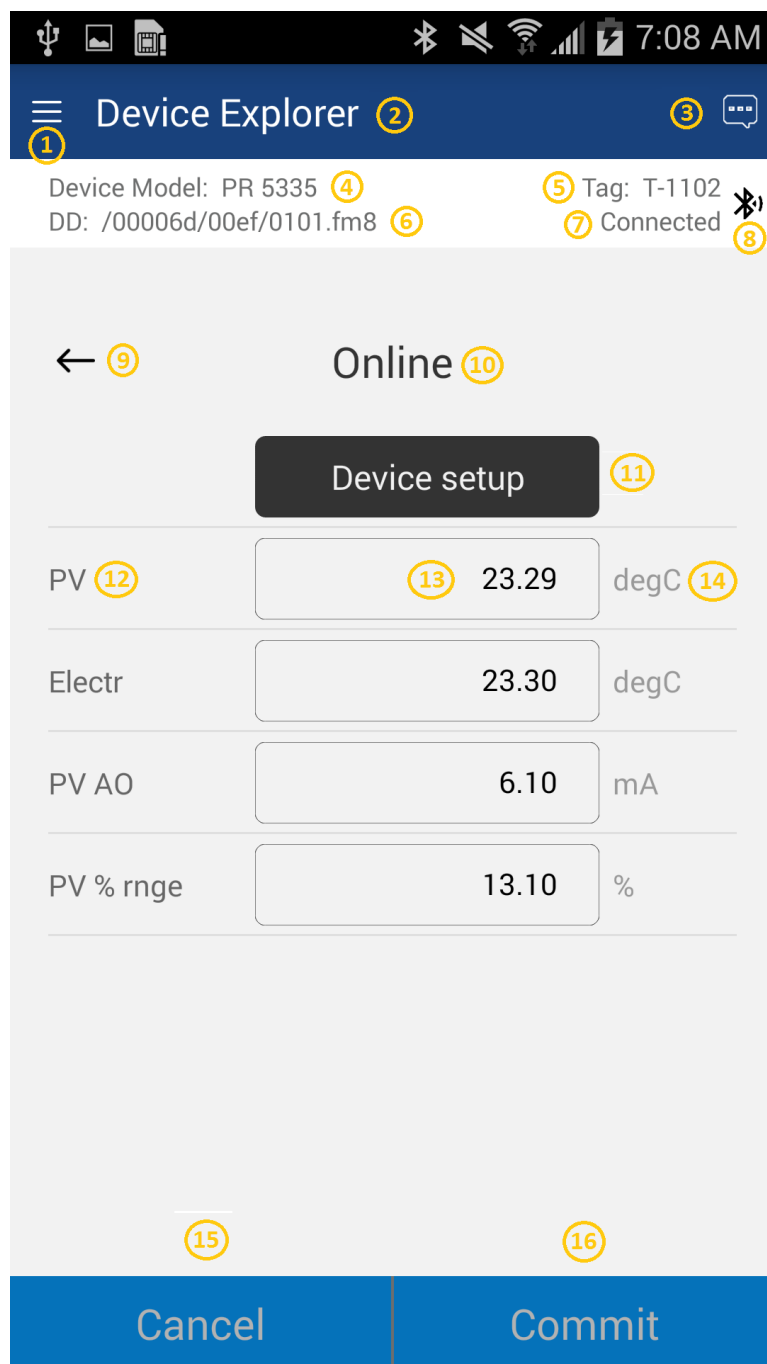 7:08 AM
Device Explorer 2 3
1
Device Model: PR 5335 4 5 Tag: T-1102
DD: /00006d/00ef/0101.fm8 6 7 Connected
8
9 Online 10
Device setup 11
PV 12 13 23.29 degC 14
Electr 23.30 degC
PV AO 6.10 mA
PV % rnge 13.10 %
15 16
Cancel Commit